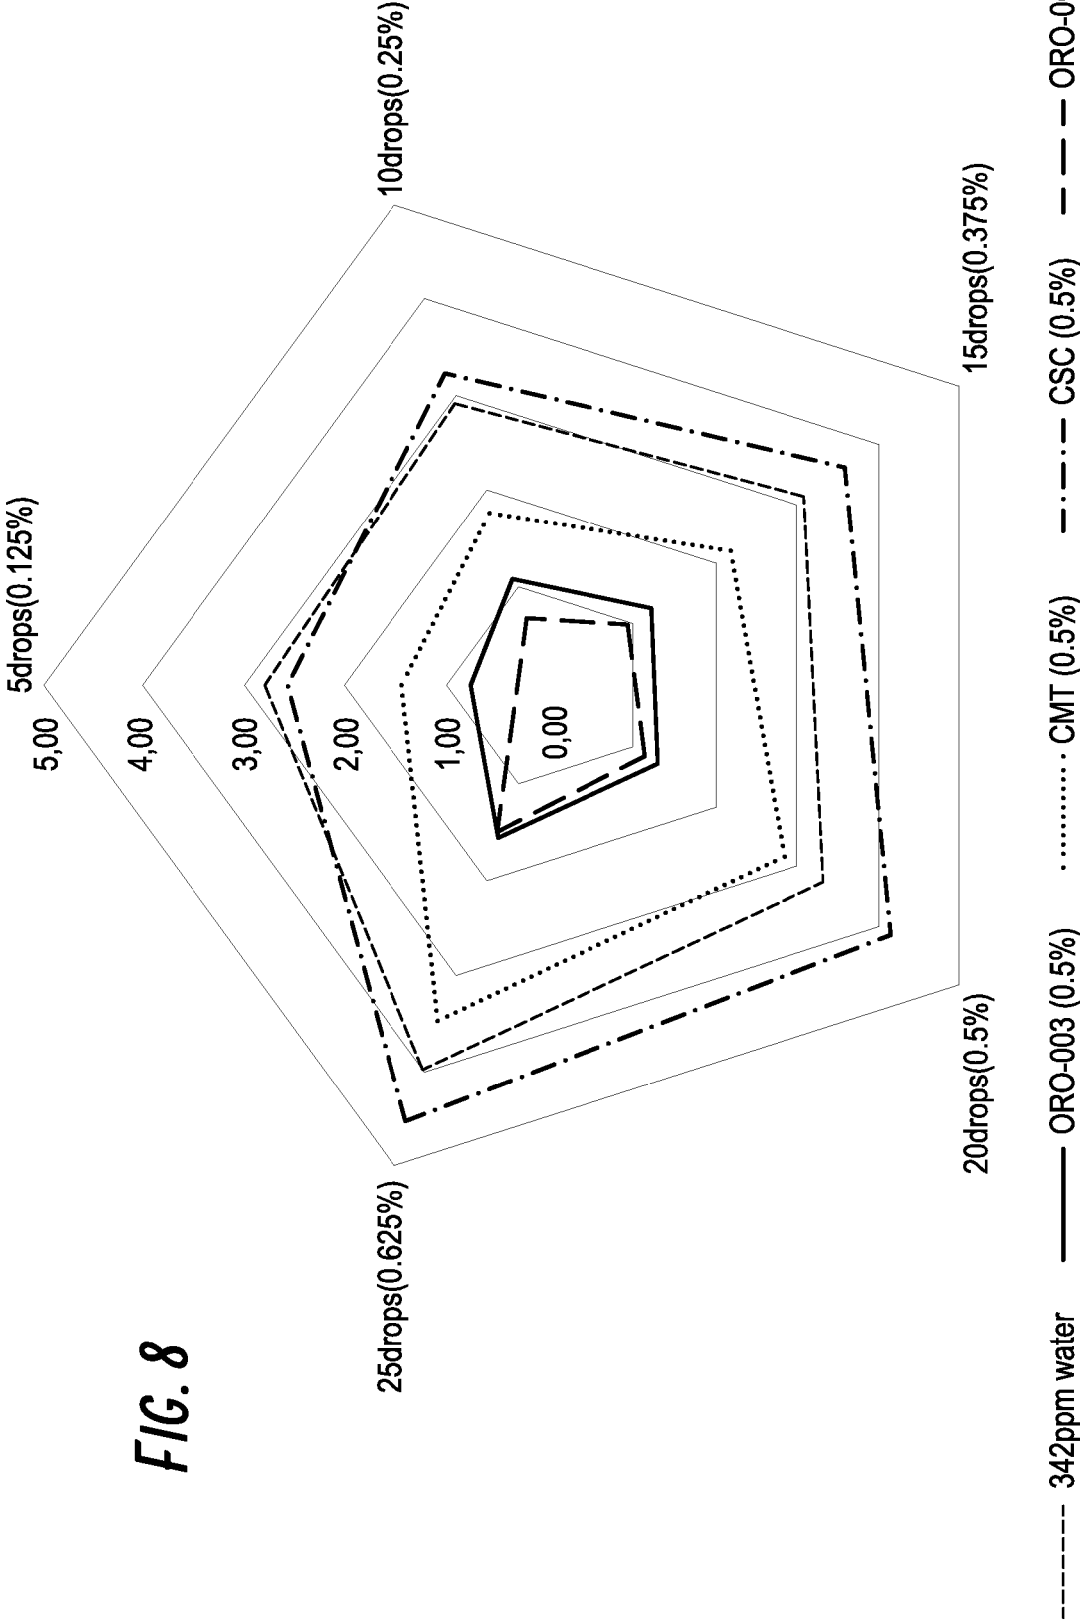 FIG. 8
5drops(0.125%)
5,00
4,00
3,00
2,00
1,00
0,00
25drops(0.625%)
10drops(0.25%)
20drops(0.5%)
15drops(0.375%)
342ppm water ORO-003 (0.5%) CMT (0.5%) CSC (0.5%)